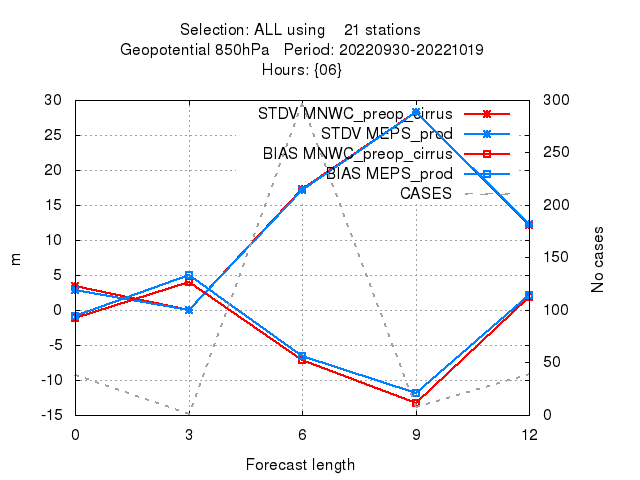 Selection: ALL using 21 stations
Geopotential 850hPa Period: 20220930-20221019
Hours: {06}
30 300
STDV MNWC_preop_cirrus
25 STDV MEPS_prod 250
BIAS MNWC_preop_cirrus
20 BIAS MEPS_prod 200
CASES
15 150
10
5 100
0
-5 50
-10
-15 0
m
No cases
0 3 6 9 12
Forecast length